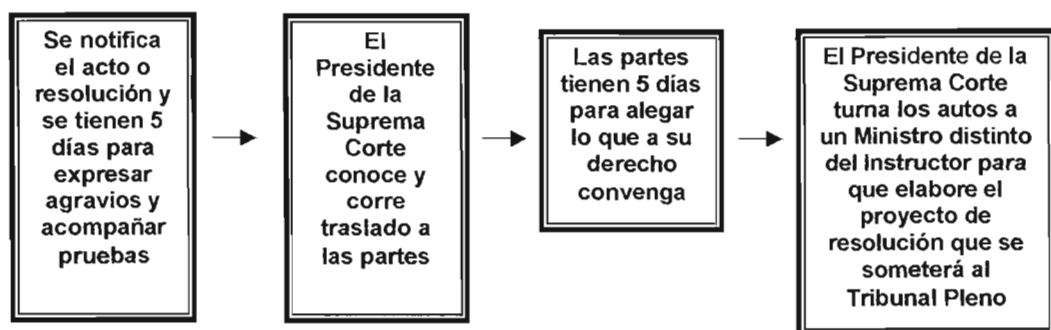 Se notifica
el acto o
resolución y
se tienen 5
días para
expresar
agravios y
acompañar
pruebas
El
Presidente
de la
Suprema
Corte
conoce y
corre
traslado a
las partes
Las partes
tienen 5 días
para alegar
lo que a su
derecho
convenga
El Presidente de la
Suprema Corte
turna los autos a
un Ministro distinto
del Instructor para
que elabore el
proyecto de
resolución que se
someterá al
Tribunal Pleno